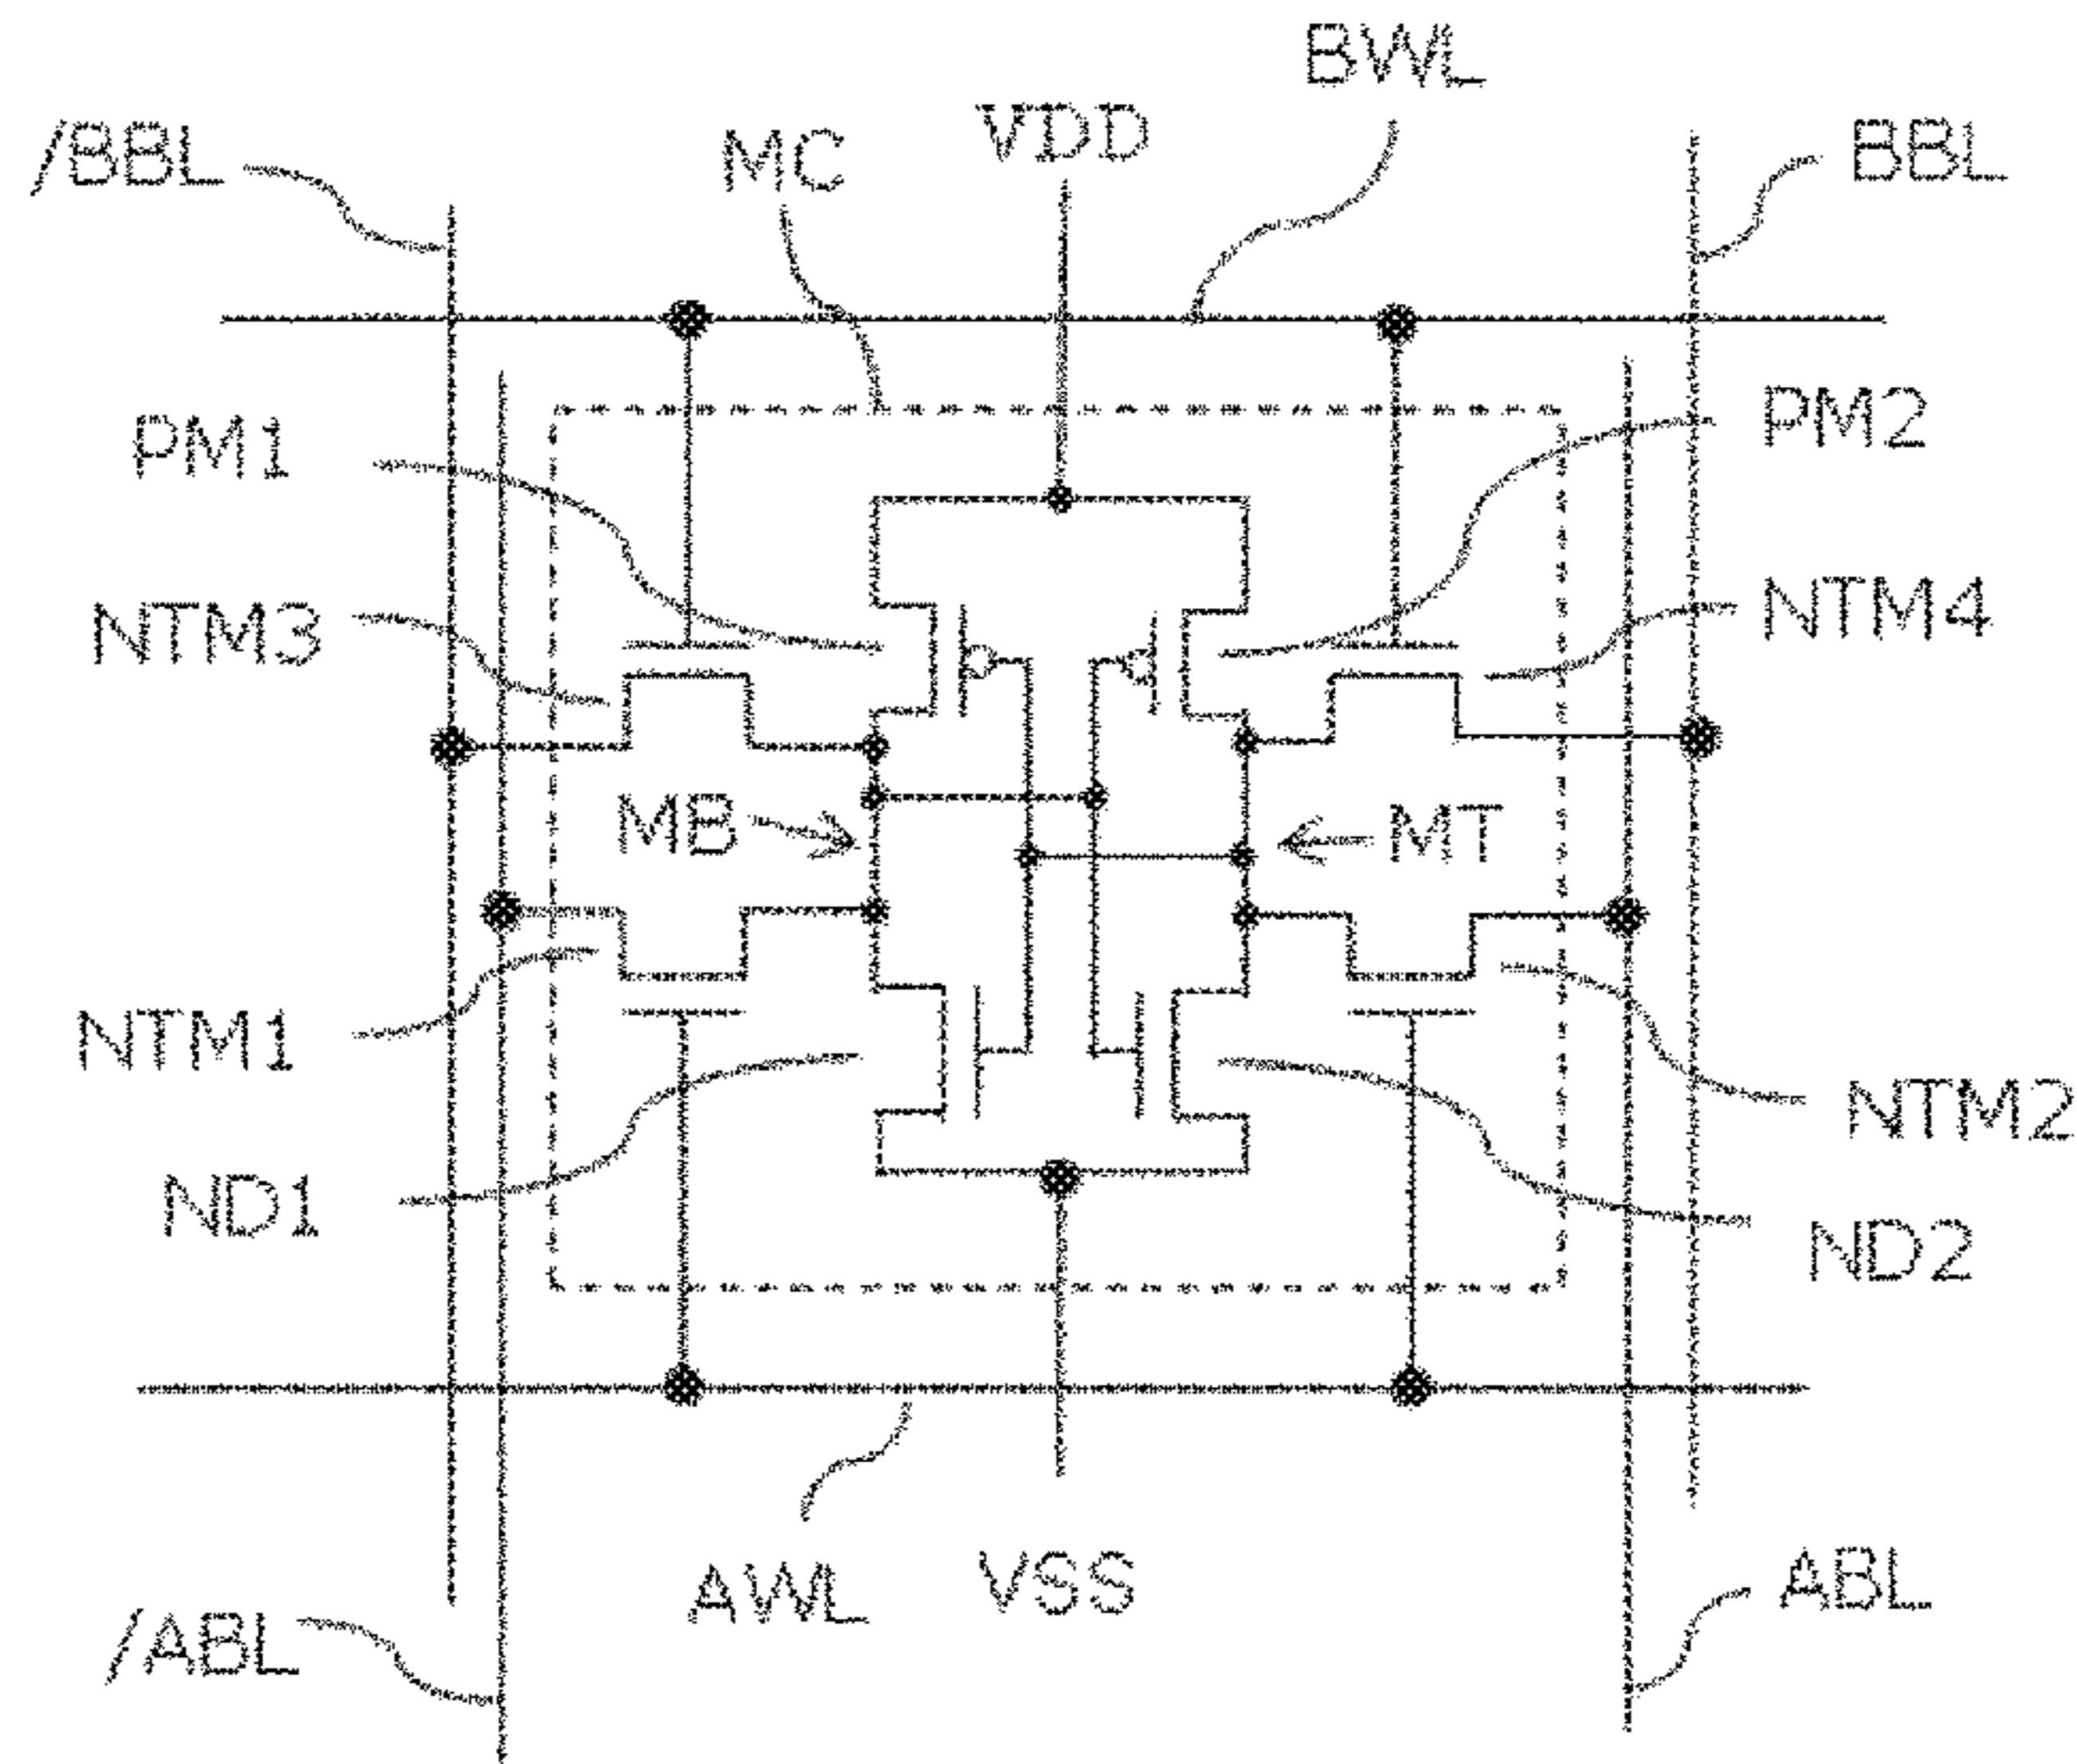 BWL
VDD
/BBL
MC
BBL
PM1
PM2
NTM3
NTM4
MB
MT
NTM1
NTM2
ND1
ND2
AWL
VSS
ABL
/ABL